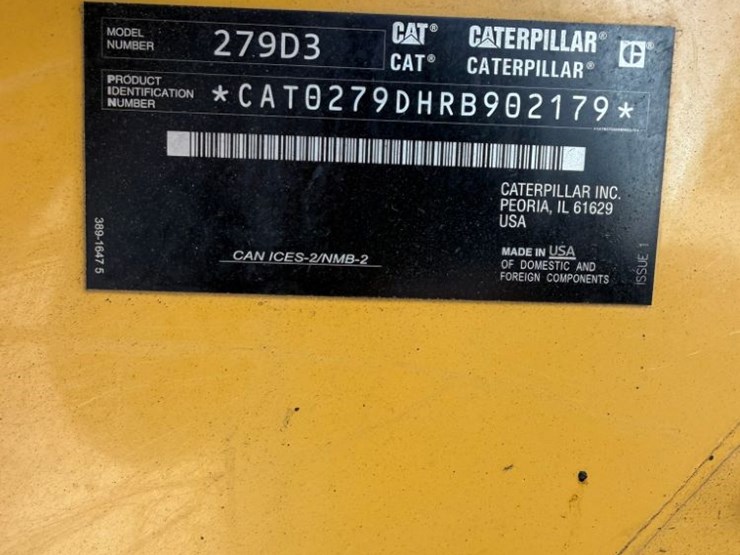 MODEL NUMBER 279D3
CAT® CATERPILLAR®
CAT® CATERPILLAR®
PRODUCT IDENTIFICATION NUMBER *CAT0279DHRB902179*
CATERPILLAR INC.
PEORIA, IL 61629
USA
CAN ICES-2/NMB-2
MADE IN USA
OF DOMESTIC AND
FOREIGN COMPONENTS
389-1647 5
ISSUE 1